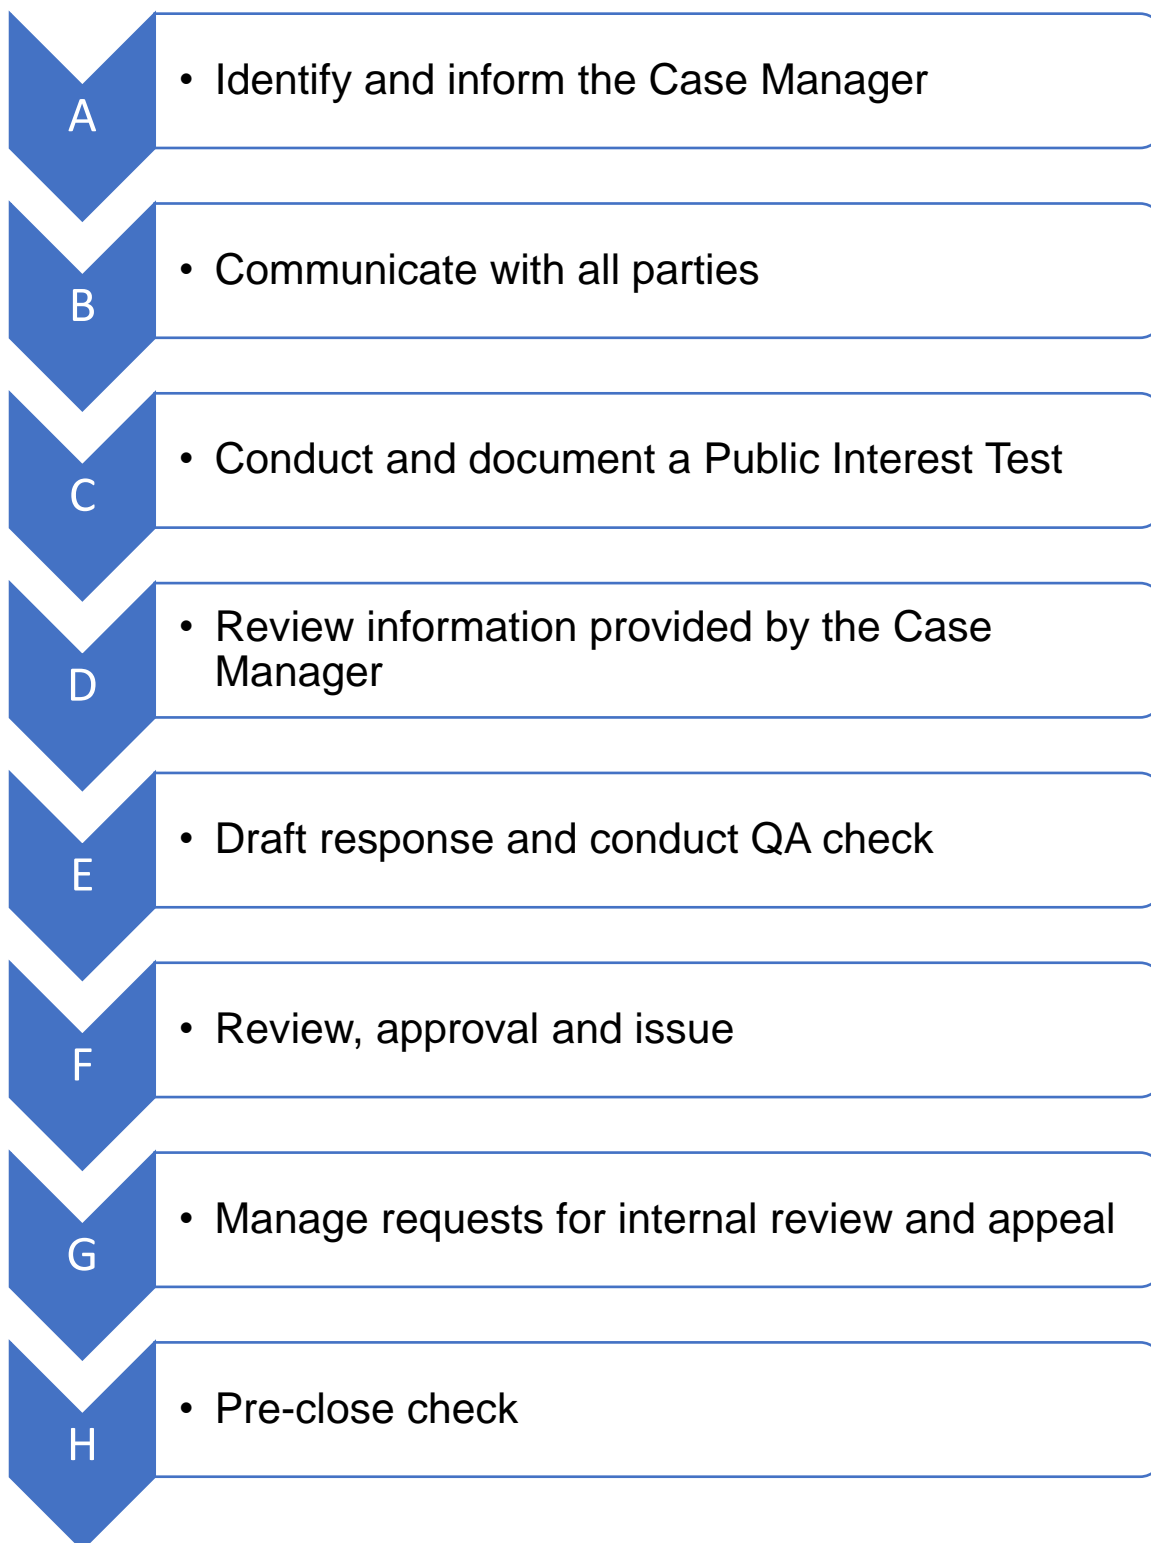 A
• Identify and inform the Case Manager
B
• Communicate with all parties
C
• Conduct and document a Public Interest Test
D
• Review information provided by the Case
Manager
E
• Draft response and conduct QA check
F
• Review, approval and issue
G
• Manage requests for internal review and appeal
H
• Pre-close check